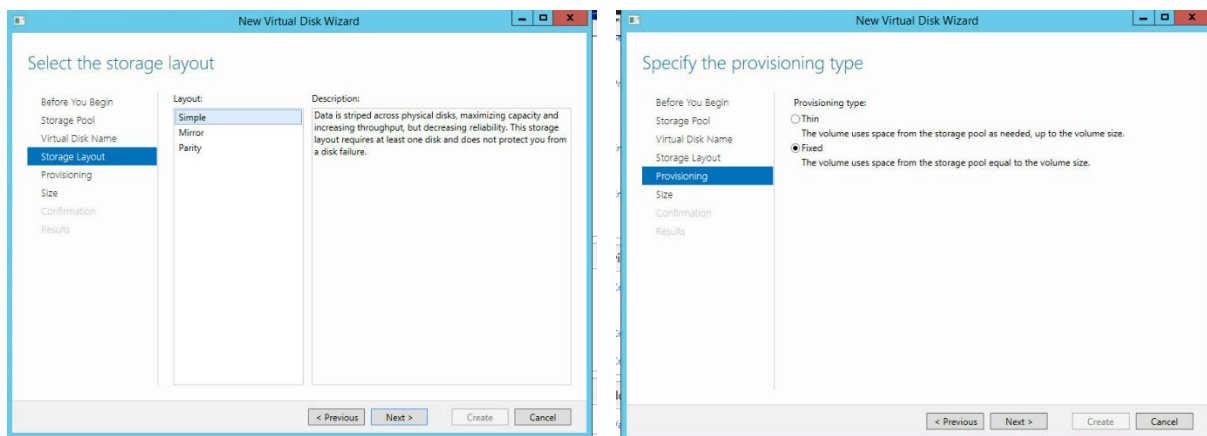 New Virtual Disk Wizard
Select the storage layout
Before You Begin
Storage Pool
Virtual Disk Name
Storage Layout
Provisioning
Size
Confirmation
Results
Layout:
Simple
Mirror
Parity
Description:
Data is striped across physical disks, maximizing capacity and
increasing throughput, but decreasing reliability. This storage
layout requires at least one disk and does not protect you from
a disk failure.
< Previous
Next >
Create
Cancel
New Virtual Disk Wizard
Specify the provisioning type
Before You Begin
Storage Pool
Virtual Disk Name
Storage Layout
Provisioning
Size
Confirmation
Results
Provisioning type:
Thin
The volume uses space from the storage pool as needed, up to the volume size.
Fixed
The volume uses space from the storage pool equal to the volume size.
< Previous
Next >
Create
Cancel